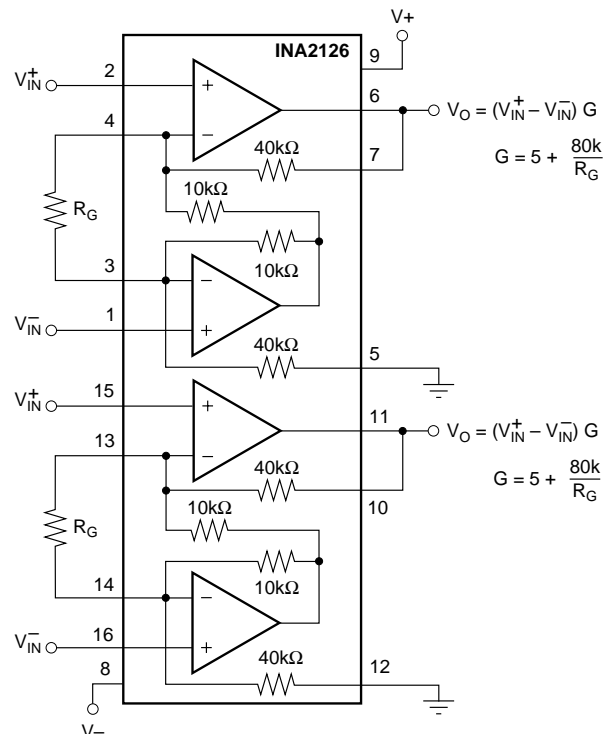 INA2126
V+
9
V+IN
2
6
VO = (V+IN – V–IN) G
4
7
40kΩ
G = 5 + 80k/RG
10kΩ
RG
10kΩ
3
V–IN
1
40kΩ
5
V+IN
15
11
VO = (V+IN – V–IN) G
13
40kΩ
10
G = 5 + 80k/RG
10kΩ
RG
10kΩ
14
V–IN
16
40kΩ
12
8
V–